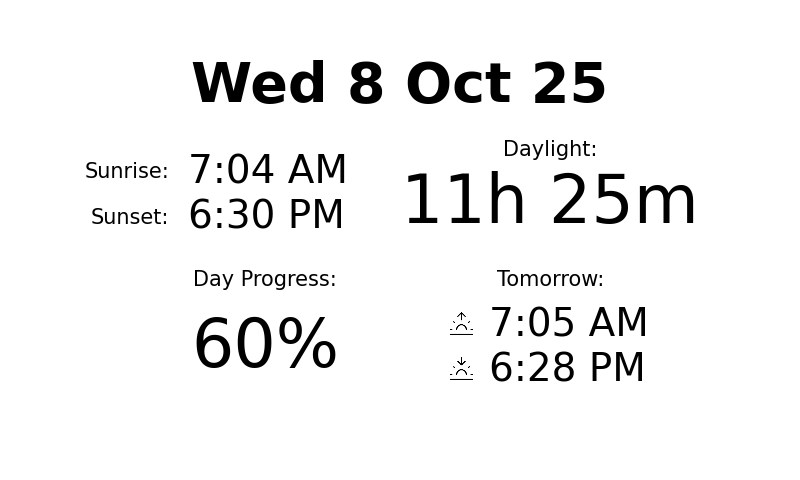 Wed 8 Oct 25
Sunrise: 7:04 AM
Sunset: 6:30 PM
Daylight:
11h 25m
Day Progress:
60%
Tomorrow:
7:05 AM
6:28 PM